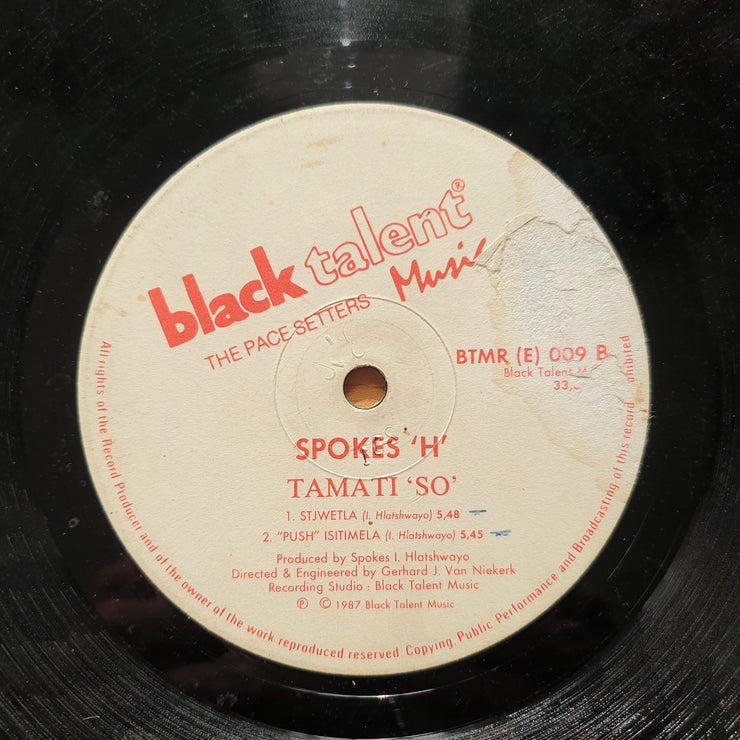 black talent®
Music
THE PACE SETTERS
BTMR (E) 009 B
Black Talent
33,
SPOKES 'H'
TAMATI 'SO'
1. STJWETLA (I. Hlatshwayo) 5,48
2. "PUSH" ISITIMELA (I. Hlatshwayo) 5,45
Produced by Spokes I. Hlatshwayo
Directed & Engineered by Gerhard J. Van Niekerk
Recording Studio : Black Talent Music
℗ © 1987 Black Talent Music
All rights of the Record Producer and of the owner of the work reproduced reserved. Copying, Public Performance and Broadcasting of this record ohibited